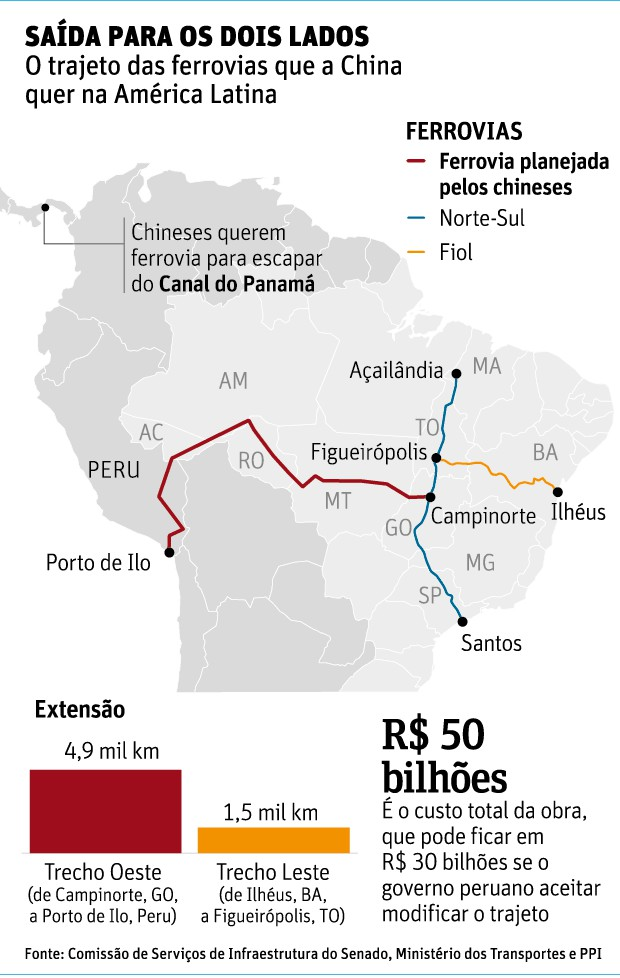 SAÍDA PARA OS DOIS LADOS
O trajeto das ferrovias que a China
quer na América Latina
FERROVIAS
Ferrovia planejada
pelos chineses
Norte-Sul
Fiol
Chineses querem
ferrovia para escapar
do Canal do Panamá
Açailândia
MA
AM
TO
AC
Figueirópolis
BA
PERU
RO
MT
Campinorte
Ilhéus
GO
Porto de Ilo
MG
SP
Santos
Extensão
4,9 mil km
1,5 mil km
Trecho Oeste
(de Campinorte, GO,
a Porto de Ilo, Peru)
Trecho Leste
(de Ilhéus, BA,
a Figueirópolis, TO)
R$ 50
bilhões
É o custo total da obra,
que pode ficar em
R$ 30 bilhões se o
governo peruano aceitar
modificar o trajeto
Fonte: Comissão de Serviços de Infraestrutura do Senado, Ministério dos Transportes e PPI